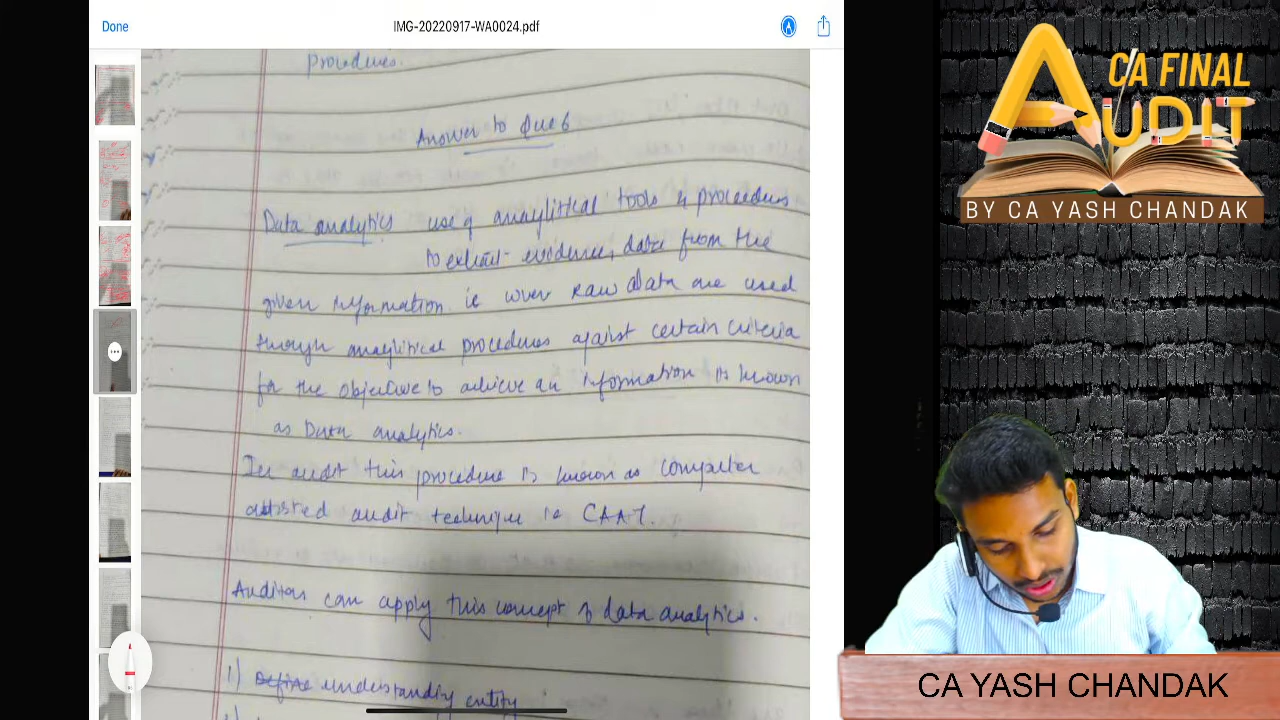 Done
IMG-20220917-WA0024.pdf
procedures.
Answer to Que 6
Data analytics use of analytical tools & procedures
to extract evidence, data from the
given information ie when raw data are used
through analytical procedures against certain criteria
for the objective to achieve an information is known
as Data analytics.
In audit this procedure is known as computer
assisted audit technique ie CAAT.
Auditors can apply this concept of data analytics.
1) Define understanding entity
CA FINAL
AUDIT
BY CA YASH CHANDAK
CA YASH CHANDAK